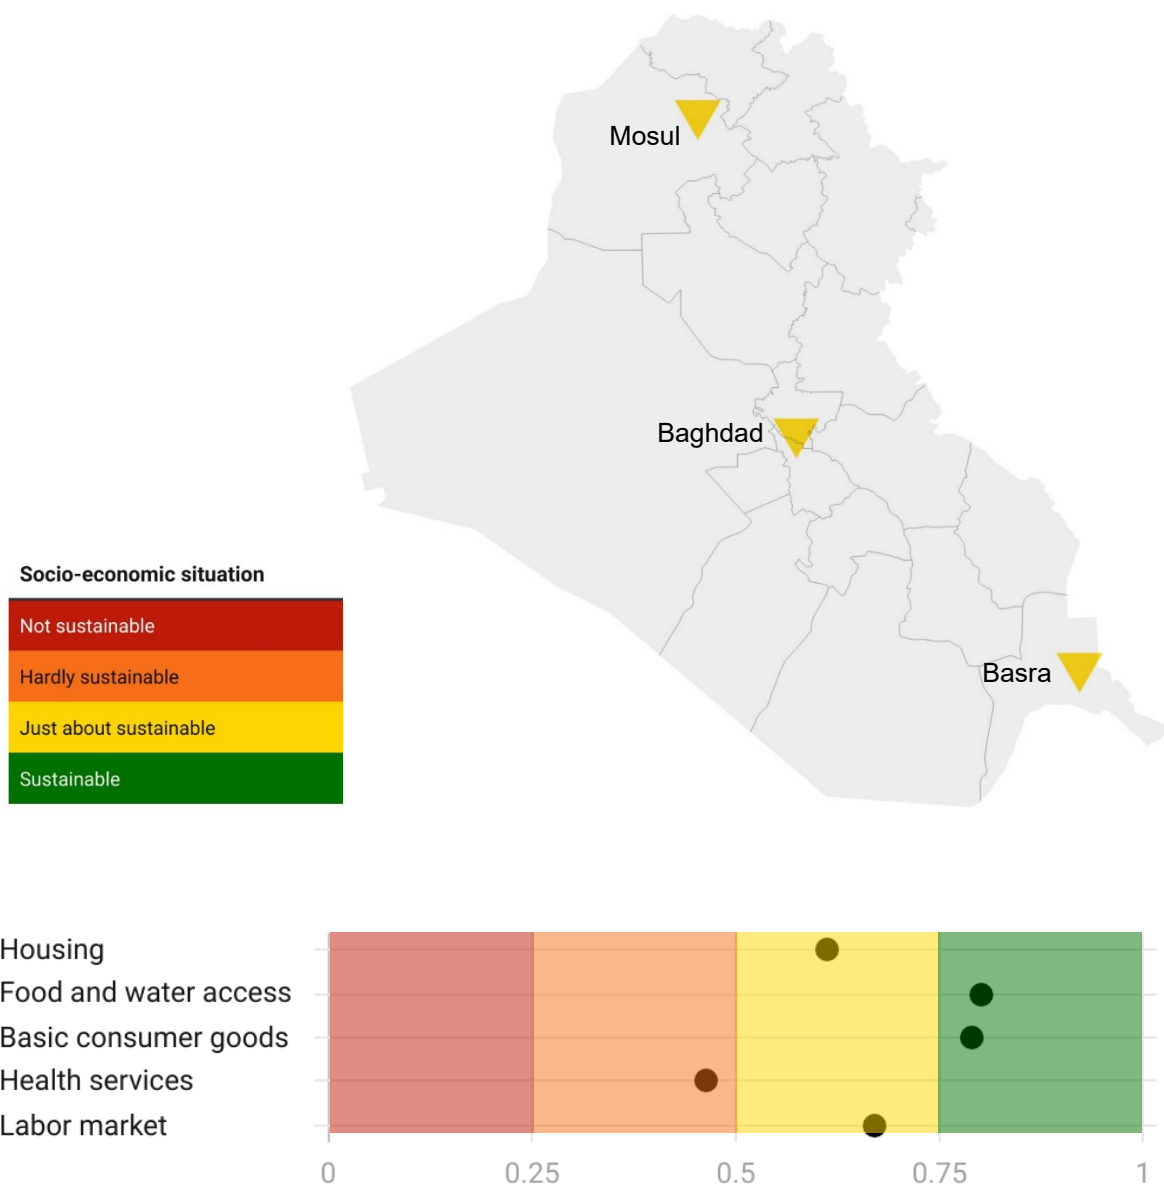 Mosul
Baghdad
Basra
Socio-economic situation
Not sustainable
Hardly sustainable
Just about sustainable
Sustainable
Housing
Food and water access
Basic consumer goods
Health services
Labor market
0 0.25 0.5 0.75 1